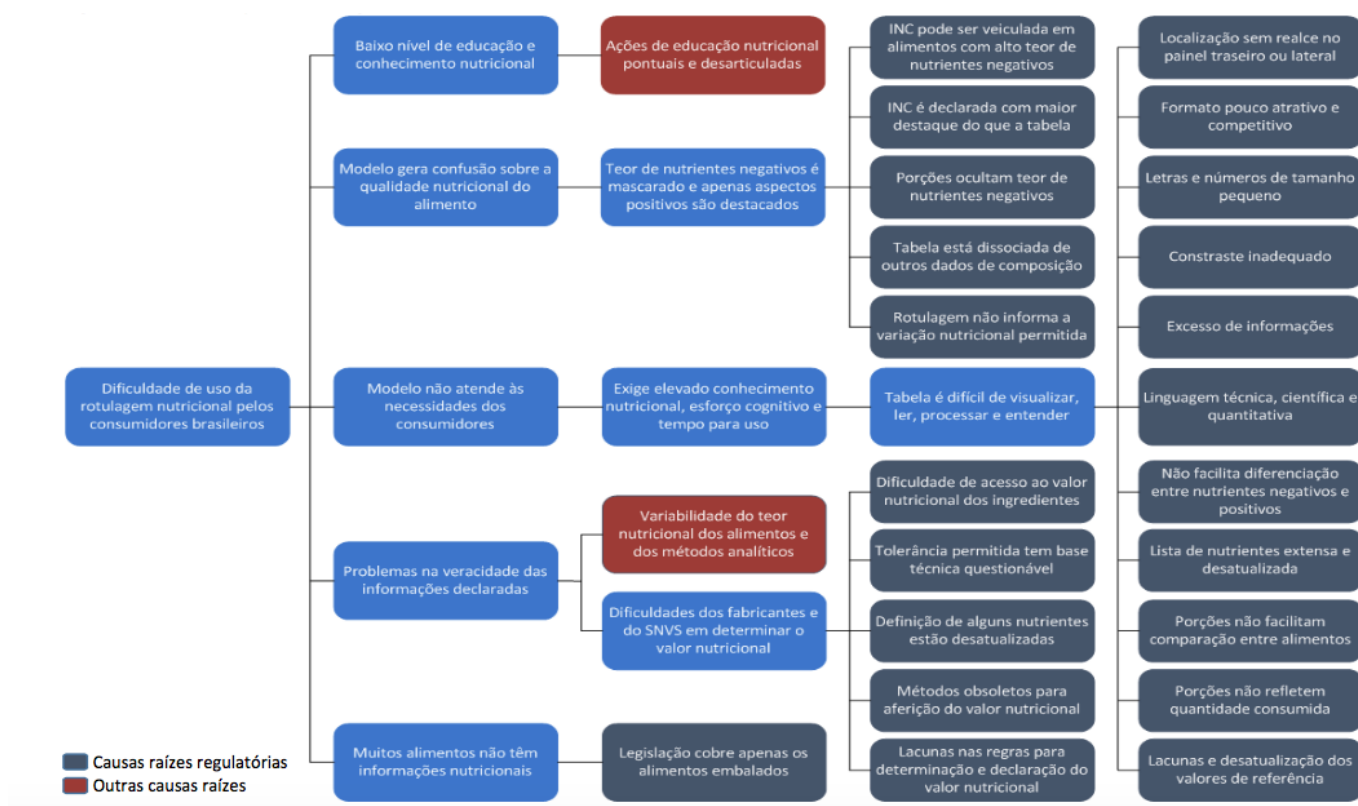 Baixo nível de educação e
conhecimento nutricional
Ações de educação nutricional
pontuais e desarticuladas
INC pode ser veiculada em
alimentos com alto teor de
nutrientes negativos
Localização sem realce no
painel traseiro ou lateral
INC é declarada com maior
destaque do que a tabela
Formato pouco atrativo e
competitivo
Modelo gera confusão sobre a
qualidade nutricional do
alimento
Teor de nutrientes negativos é
mascarado e apenas aspectos
positivos são destacados
Porções ocultam teor de
nutrientes negativos
Letras e números de tamanho
pequeno
Tabela está dissociada de
outros dados de composição
Constraste inadequado
Rotulagem não informa a
variação nutricional permitida
Excesso de informações
Dificuldade de uso da
rotulagem nutricional pelos
consumidores brasileiros
Modelo não atende às
necessidades dos
consumidores
Exige elevado conhecimento
nutricional, esforço cognitivo e
tempo para uso
Tabela é difícil de visualizar,
ler, processar e entender
Linguagem técnica, científica e
quantitativa
Dificuldade de acesso ao valor
nutricional dos ingredientes
Não facilita diferenciação
entre nutrientes negativos e
positivos
Variabilidade do teor
nutricional dos alimentos e
dos métodos analíticos
Tolerância permitida tem base
técnica questionável
Lista de nutrientes extensa e
desatualizada
Problemas na veracidade das
informações declaradas
Dificuldades dos fabricantes e
do SNVS em determinar o
valor nutricional
Definição de alguns nutrientes
estão desatualizadas
Porções não facilitam
comparação entre alimentos
Métodos obsoletos para
aferição do valor nutricional
Porções não refletem
quantidade consumida
Muitos alimentos não têm
informações nutricionais
Legislação cobre apenas os
alimentos embalados
Lacunas nas regras para
determinação e declaração do
valor nutricional
Lacunas e desatualização dos
valores de referência
Causas raízes regulatórias
Outras causas raízes